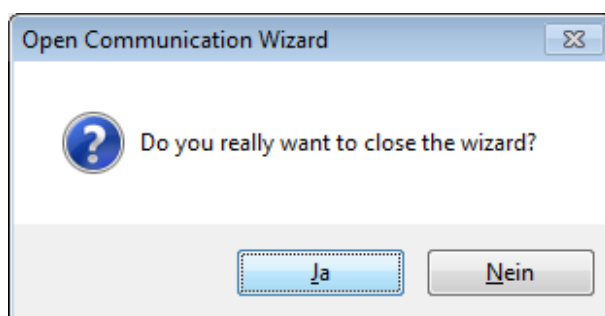 Open Communication Wizard
Do you really want to close the wizard?
Ja
Nein